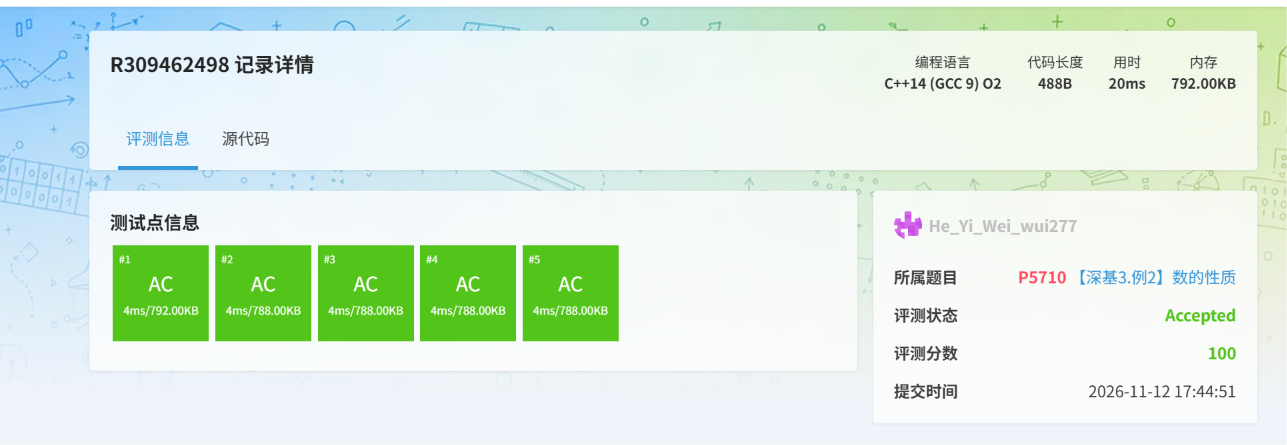 R309462498 记录详情
编程语言 代码长度 用时 内存
C++14 (GCC 9) O2 488B 20ms 792.00KB
评测信息 源代码
测试点信息
#1 #2 #3 #4 #5
AC AC AC AC AC
4ms/792.00KB 4ms/788.00KB 4ms/788.00KB 4ms/788.00KB 4ms/788.00KB
He_Yi_Wei_wui277
所属题目 P5710 【深基3.例2】数的性质
评测状态 Accepted
评测分数 100
提交时间 2026-11-12 17:44:51